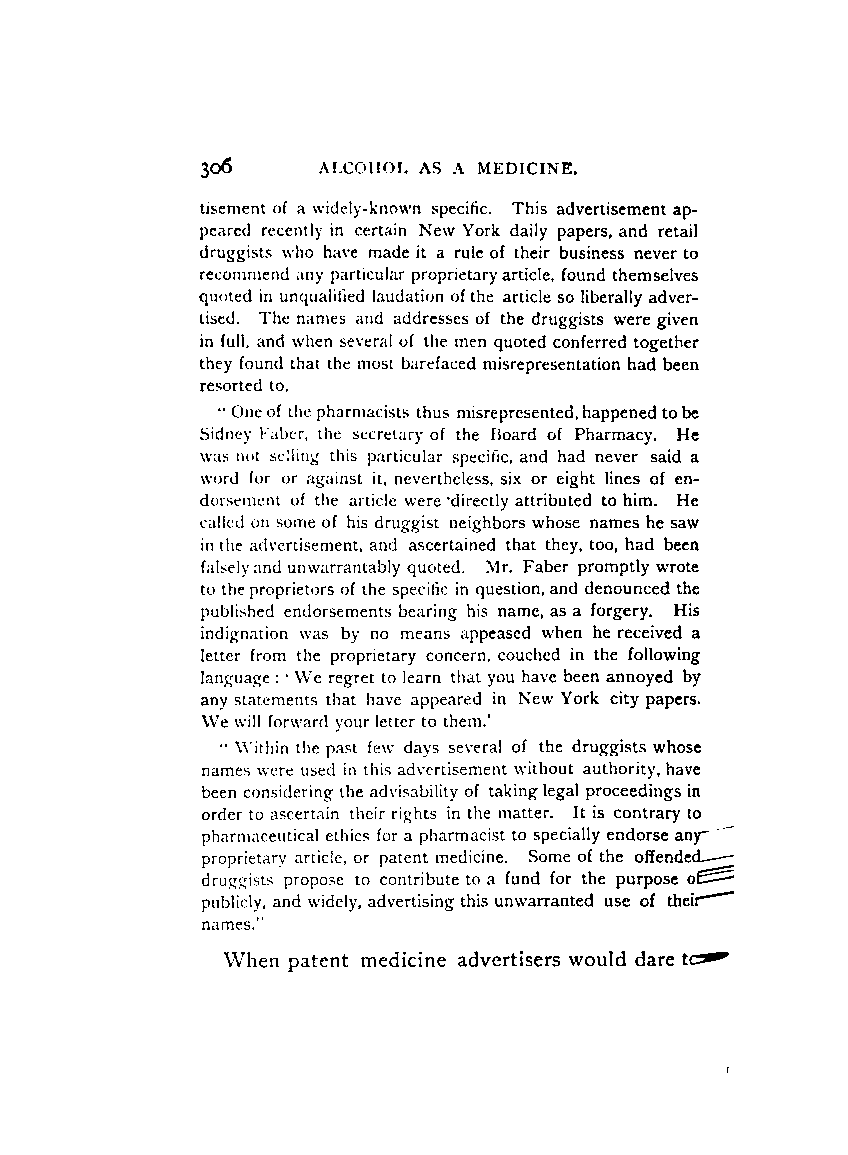 306 ALCOHOL AS A MEDICINE.
tisement of a widely-known specific. This advertisement ap-
peared recently in certain New York daily papers, and retail
druggists who have made it a rule of their business never to
recommend any particular proprietary article, found themselves
quoted in unqualified laudation of the article so liberally adver-
tised. The names and addresses of the druggists were given
in full, and when several of the men quoted conferred together
they found that the most barefaced misrepresentation had been
resorted to.
" One of the pharmacists thus misrepresented, happened to be
Sidney Faber, the secretary of the Board of Pharmacy. He
was not selling this particular specific, and had never said a
word for or against it, nevertheless, six or eight lines of en-
dorsement of the article were directly attributed to him. He
called on some of his druggist neighbors whose names he saw
in the advertisement, and ascertained that they, too, had been
falsely and unwarrantably quoted. Mr. Faber promptly wrote
to the proprietors of the specific in question, and denounced the
published endorsements bearing his name, as a forgery. His
indignation was by no means appeased when he received a
letter from the proprietary concern, couched in the following
language : ' We regret to learn that you have been annoyed by
any statements that have appeared in New York city papers.
We will forward your letter to them.'
" Within the past few days several of the druggists whose
names were used in this advertisement without authority, have
been considering the advisability of taking legal proceedings in
order to ascertain their rights in the matter. It is contrary to
pharmaceutical ethics for a pharmacist to specially endorse any
proprietary article, or patent medicine. Some of the offended
druggists propose to contribute to a fund for the purpose of
publicly, and widely, advertising this unwarranted use of their
names."
When patent medicine advertisers would dare to